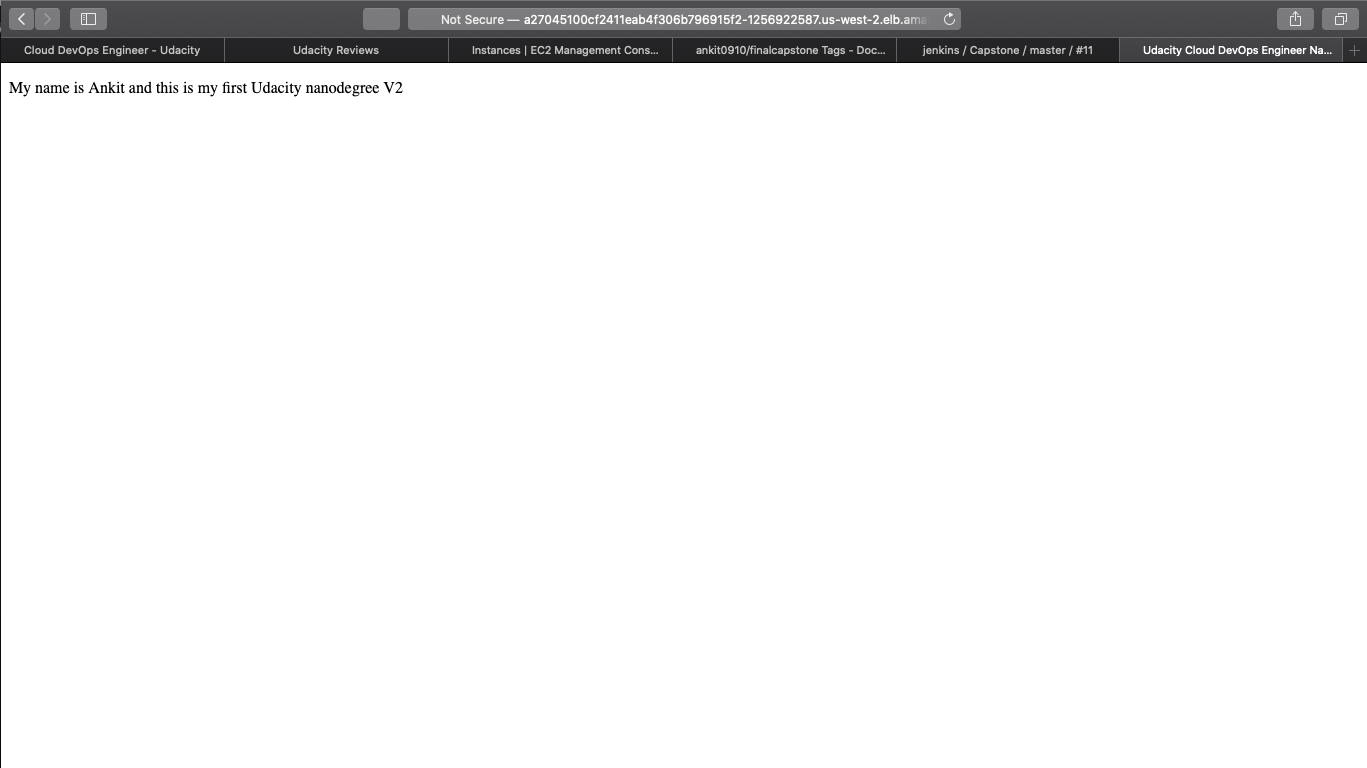 Not Secure — a27045100cf2411eab4f306b796915f2-1256922587.us-west-2.elb.ama
Cloud DevOps Engineer - Udacity
Udacity Reviews
Instances | EC2 Management Cons...
ankit0910/finalcapstone Tags - Doc...
jenkins / Capstone / master / #11
Udacity Cloud DevOps Engineer Na...
My name is Ankit and this is my first Udacity nanodegree V2